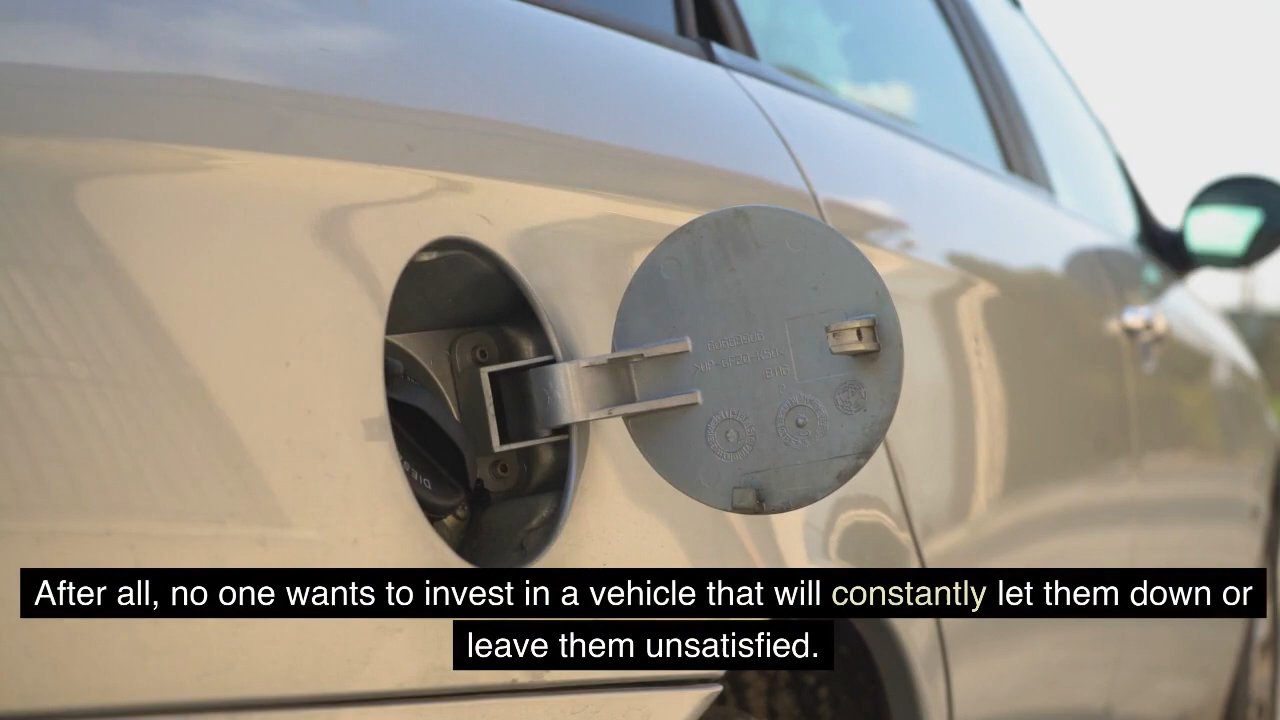 DIES
After all, no one wants to invest in a vehicle that will constantly let them down or
leave them unsatisfied.